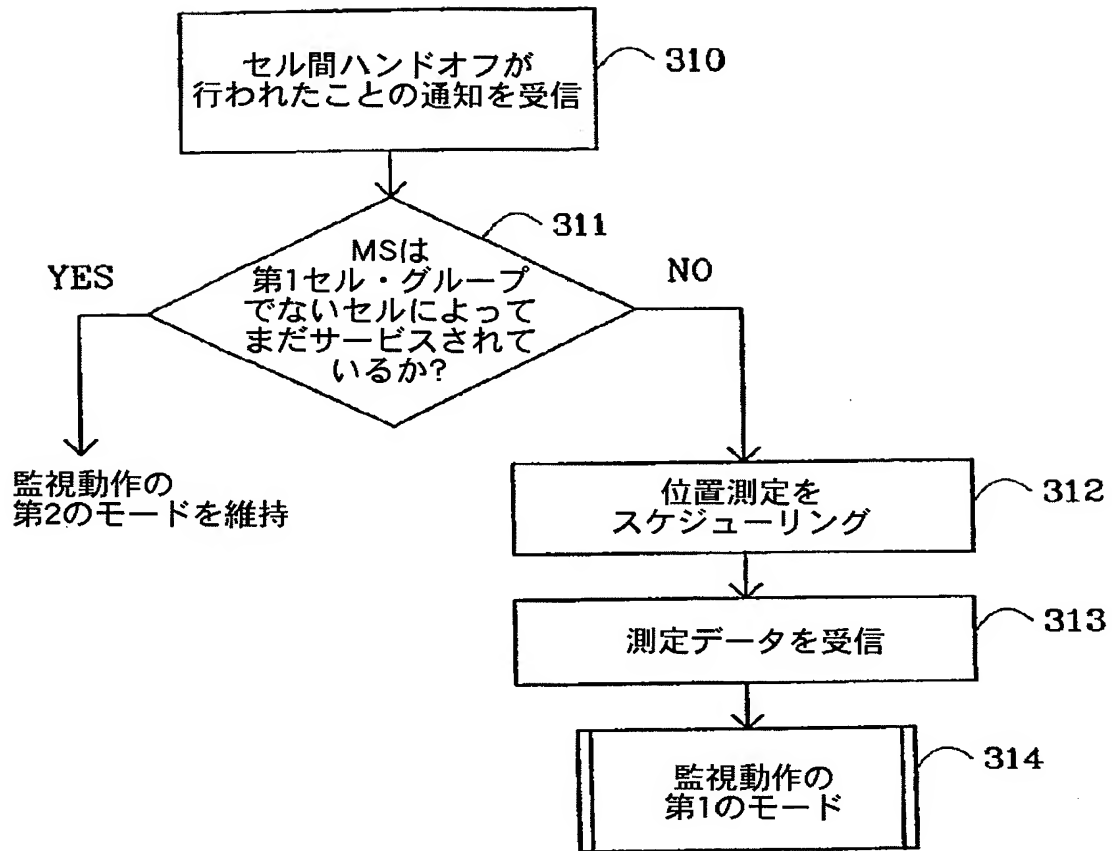 セル間ハンドオフが
行われたことの通知を受信
310
311
MSは
第1セル・グループ
でないセルによって
まだサービスされて
いるか?
YES
NO
監視動作の
第2のモードを維持
位置測定を
スケジューリング
312
測定データを受信
313
監視動作の
第1のモード
314